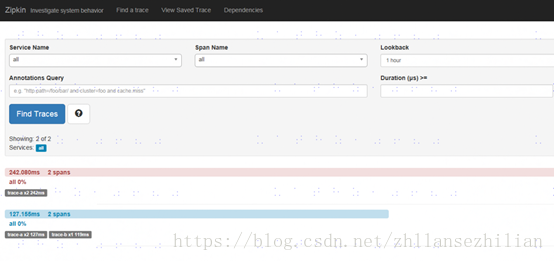 Zipkin Investigate system behavior Find a trace View Saved Trace Dependencies
Service Name Span Name Lookback
all all 1 hour
Annotations Query Duration (μs) >=
e.g. "http.path=/foo/bar/ and cluster=foo and cache.miss"
Find Traces
Showing: 2 of 2
Services: all
242.080ms 2 spans
all 0%
trace-a x2 242ms
127.155ms 2 spans
all 0%
trace-a x2 127ms trace-b x1 119ms
https://blog.csdn.net/zhllansezhilian